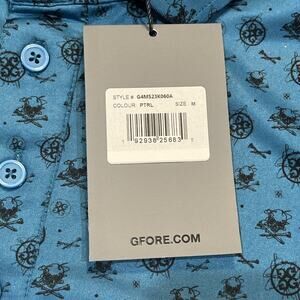 STYLE # G4MS23K060A
COLOUR PTRL SIZE M
1 92938 25683 7
GFORE.COM